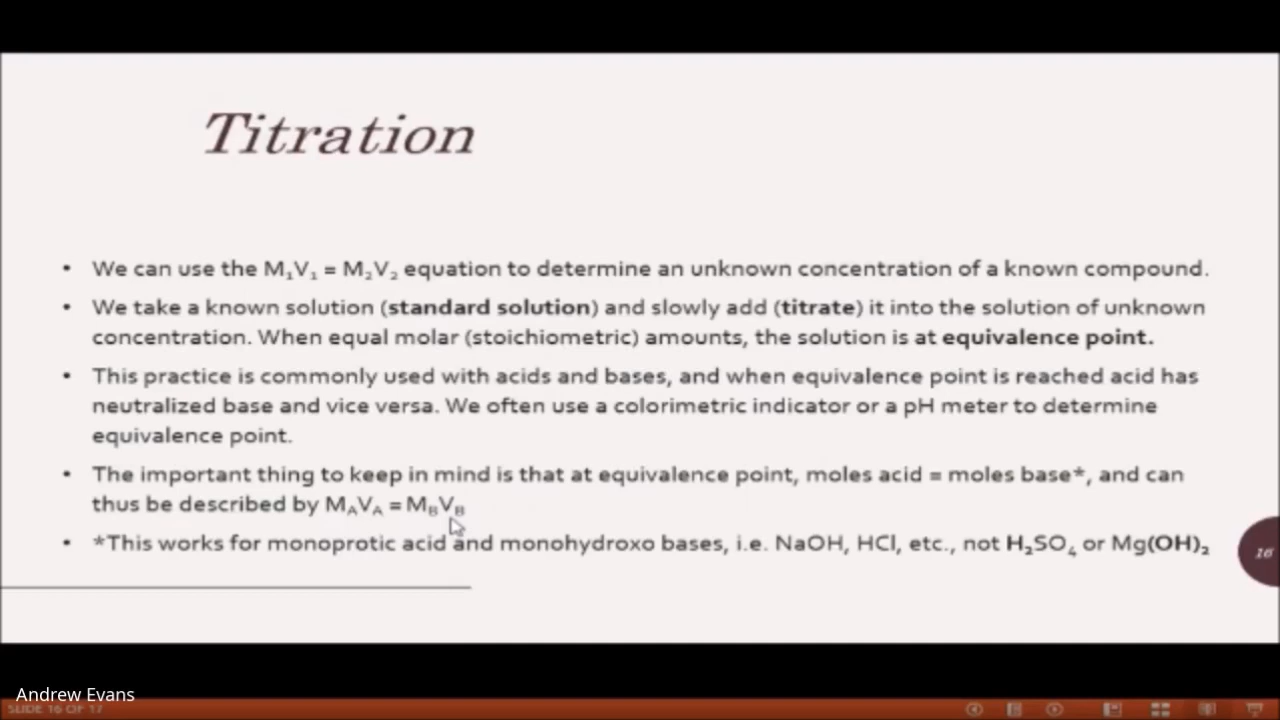 Titration
• We can use the M₁V₁ = M₂V₂ equation to determine an unknown concentration of a known compound.
• We take a known solution (standard solution) and slowly add (titrate) it into the solution of unknown
concentration. When equal molar (stoichiometric) amounts, the solution is at equivalence point.
• This practice is commonly used with acids and bases, and when equivalence point is reached acid has
neutralized base and vice versa. We often use a colorimetric indicator or a pH meter to determine
equivalence point.
• The important thing to keep in mind is that at equivalence point, moles acid = moles base*, and can
thus be described by MAVA = MBVB
• *This works for monoprotic acid and monohydroxo bases, i.e. NaOH, HCl, etc., not H₂SO₄ or Mg(OH)₂
16
Andrew Evans
SLIDE 16 OF 17